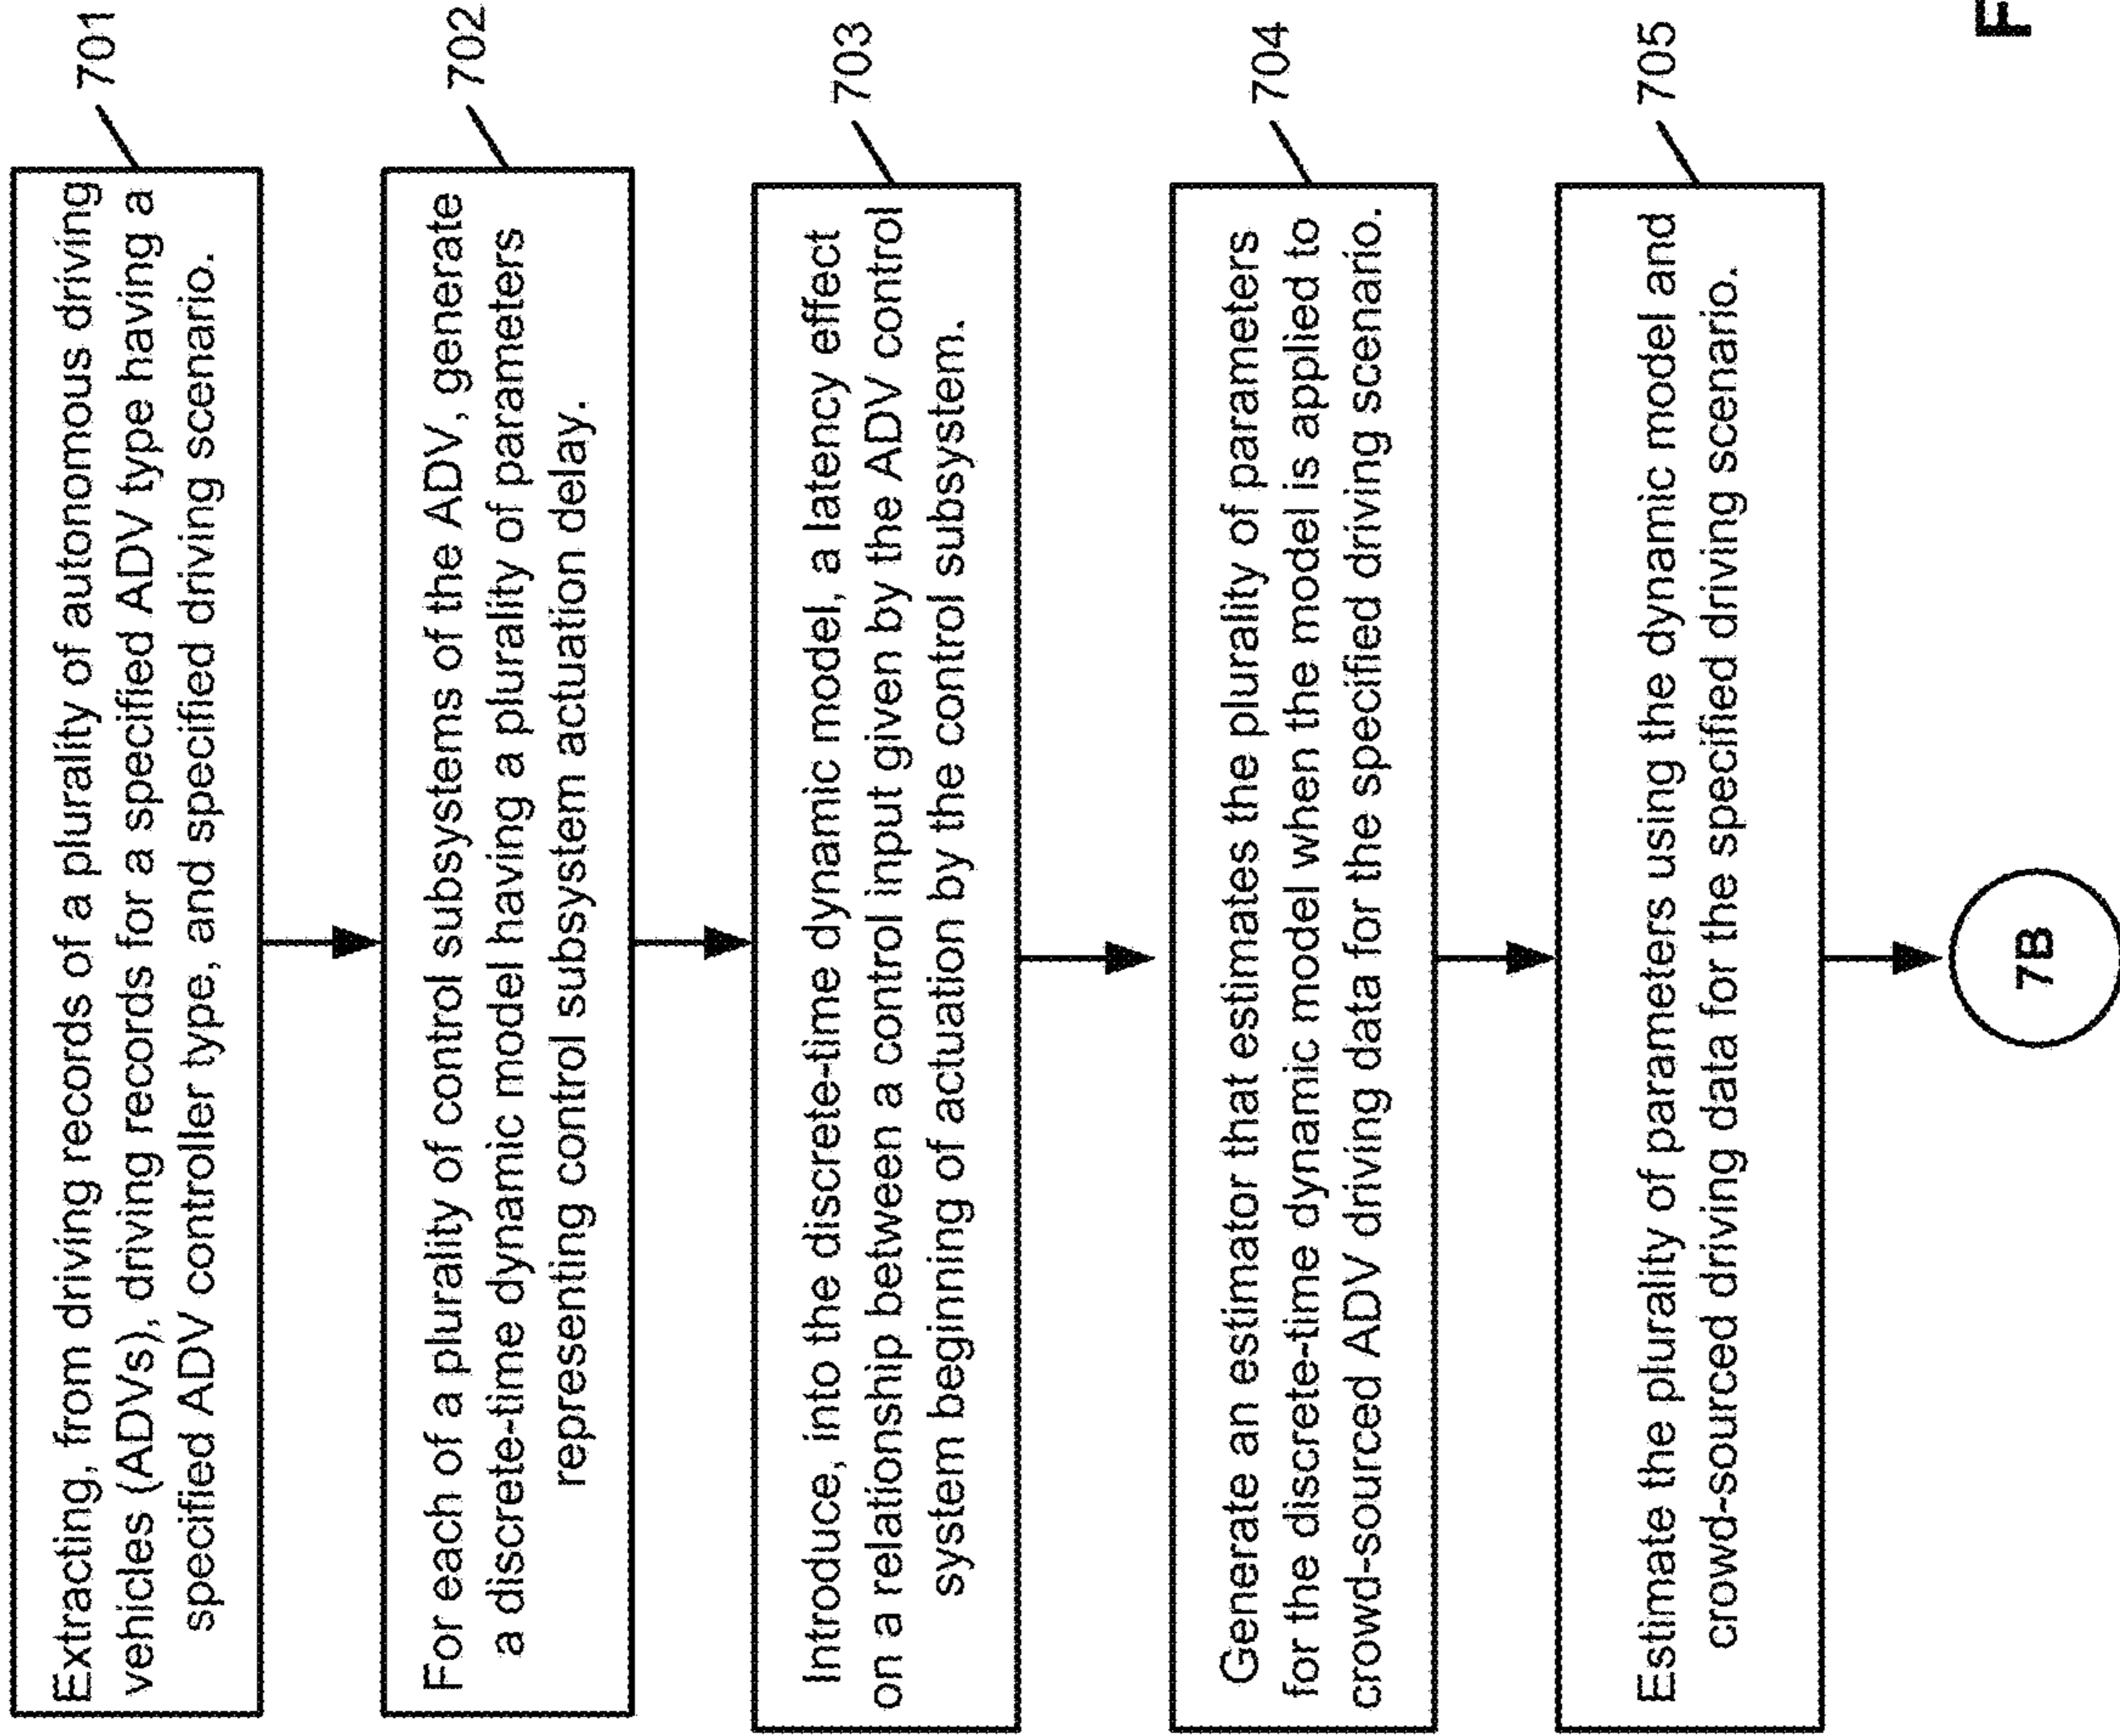 Extracting, from driving records of a plurality of autonomous driving
vehicles (ADVs), driving records for a specified ADV type having a
specified ADV controller type, and specified driving scenario.
701
For each of a plurality of control subsystems of the ADV, generate
a discrete-time dynamic model having a plurality of parameters
representing control subsystem actuation delay.
702
Introduce, into the discrete-time dynamic model, a latency effect
on a relationship between a control input given by the ADV control
system beginning of actuation by the control subsystem.
703
Generate an estimator that estimates the plurality of parameters
for the discrete-time dynamic model when the model is applied to
crowd-sourced ADV driving data for the specified driving scenario.
704
Estimate the plurality of parameters using the dynamic model and
crowd-sourced driving data for the specified driving scenario.
705
7B